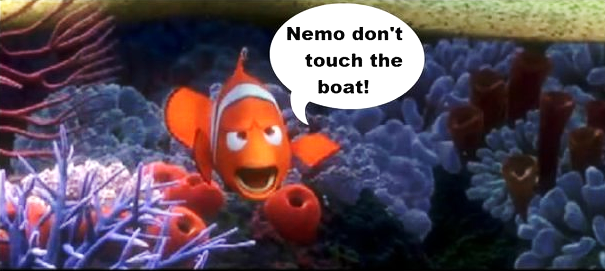 Nemo don't
touch the
boat!